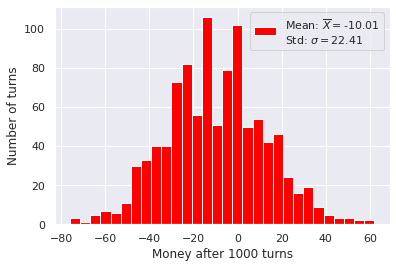 Mean: X̅ = -10.01
Std: σ = 22.41
100
80
60
40
20
0
Number of turns
−80 −60 −40 −20 0 20 40 60
Money after 1000 turns